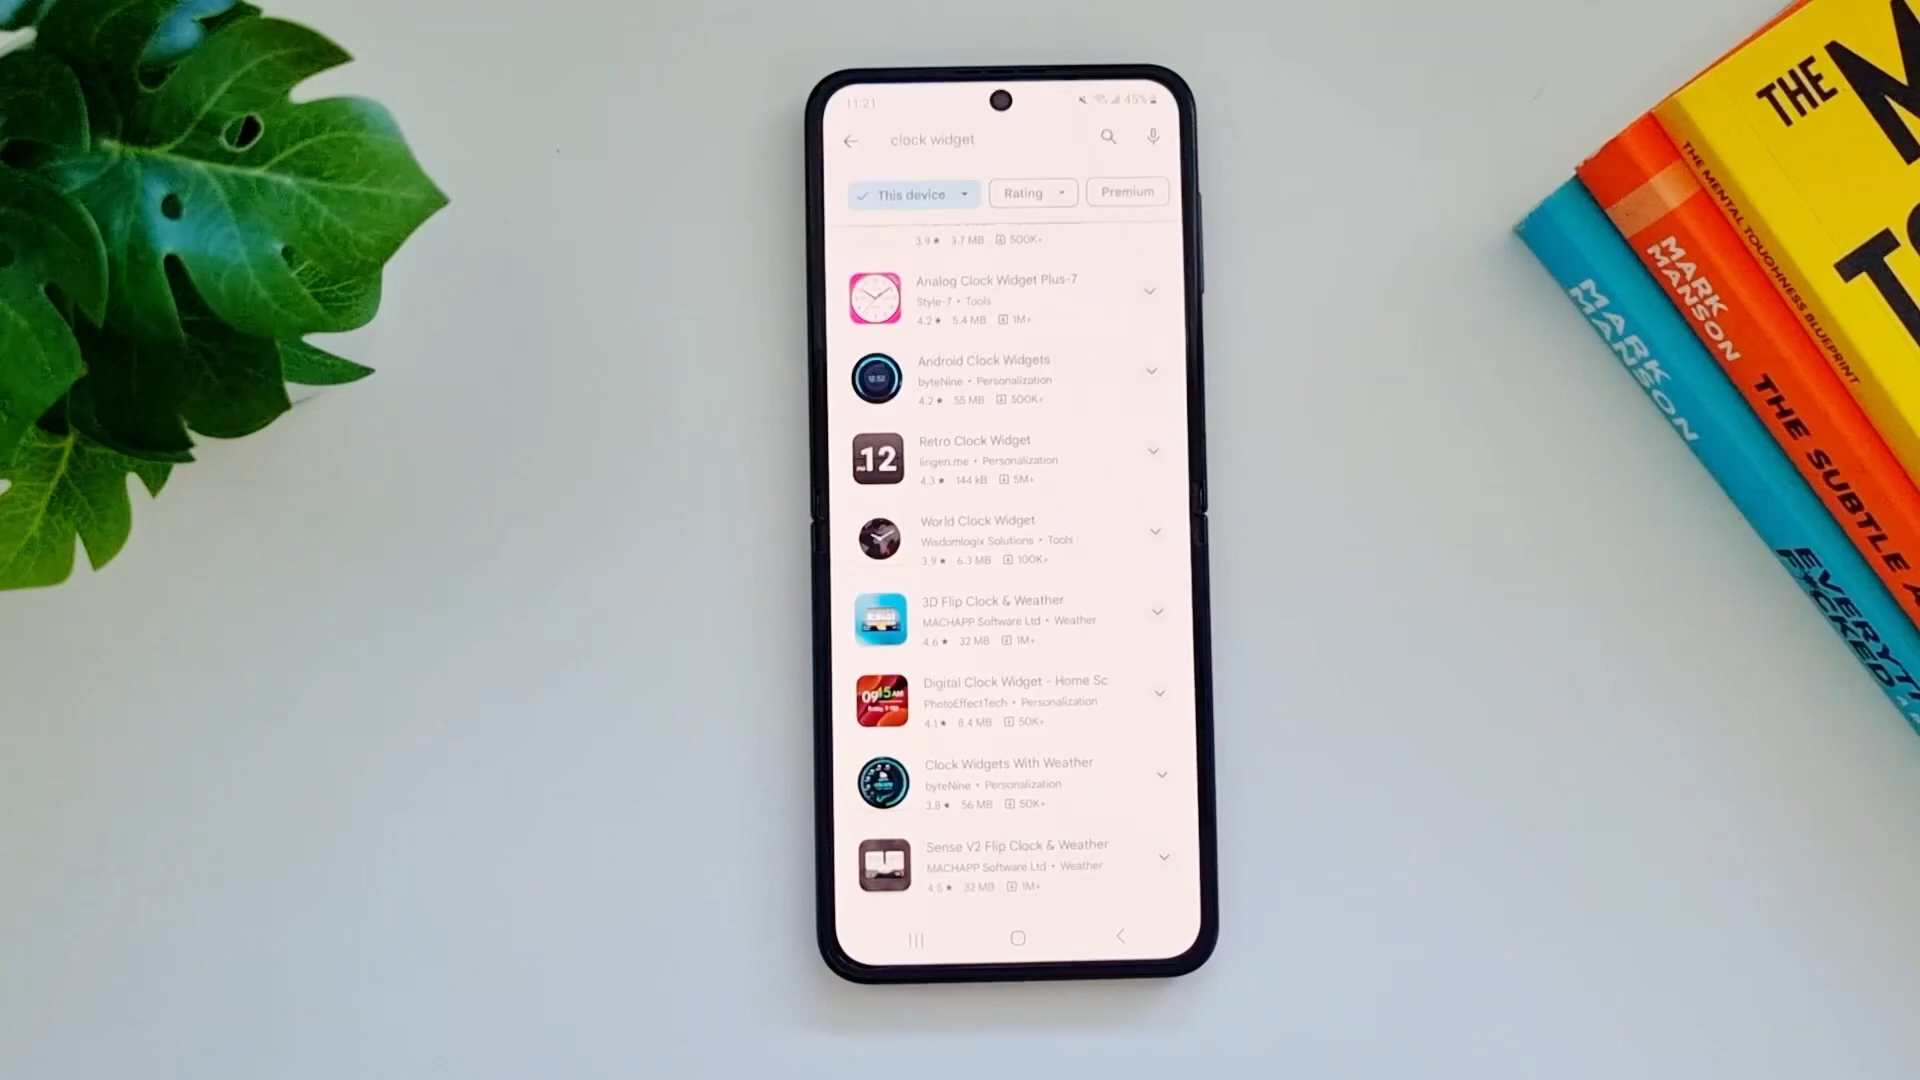 11:21
45%
clock widget
This device
Rating
Premium
3.9★ 3.7 MB 500K+
Analog Clock Widget Plus-7
Style-7 • Tools
4.2★ 5.4 MB 1M+
Android Clock Widgets
byteNine • Personalization
4.2★ 55 MB 500K+
12
Retro Clock Widget
lingen.me • Personalization
4.3★ 144 kB 5M+
World Clock Widget
Wisdomlogix Solutions • Tools
3.9★ 6.3 MB 100K+
3D Flip Clock & Weather
MACHAPP Software Ltd • Weather
4.6★ 32 MB 1M+
09:15 AM
Digital Clock Widget - Home Sc
PhotoEffectTech • Personalization
4.1★ 8.4 MB 50K+
Clock Widgets With Weather
byteNine • Personalization
3.8★ 56 MB 50K+
Sense V2 Flip Clock & Weather
MACHAPP Software Ltd • Weather
4.5★ 32 MB 1M+
THE
THE MENTAL TOUGHNESS BLUEPRINT
MARK MANSON
THE SUBTLE
MARK MANSON